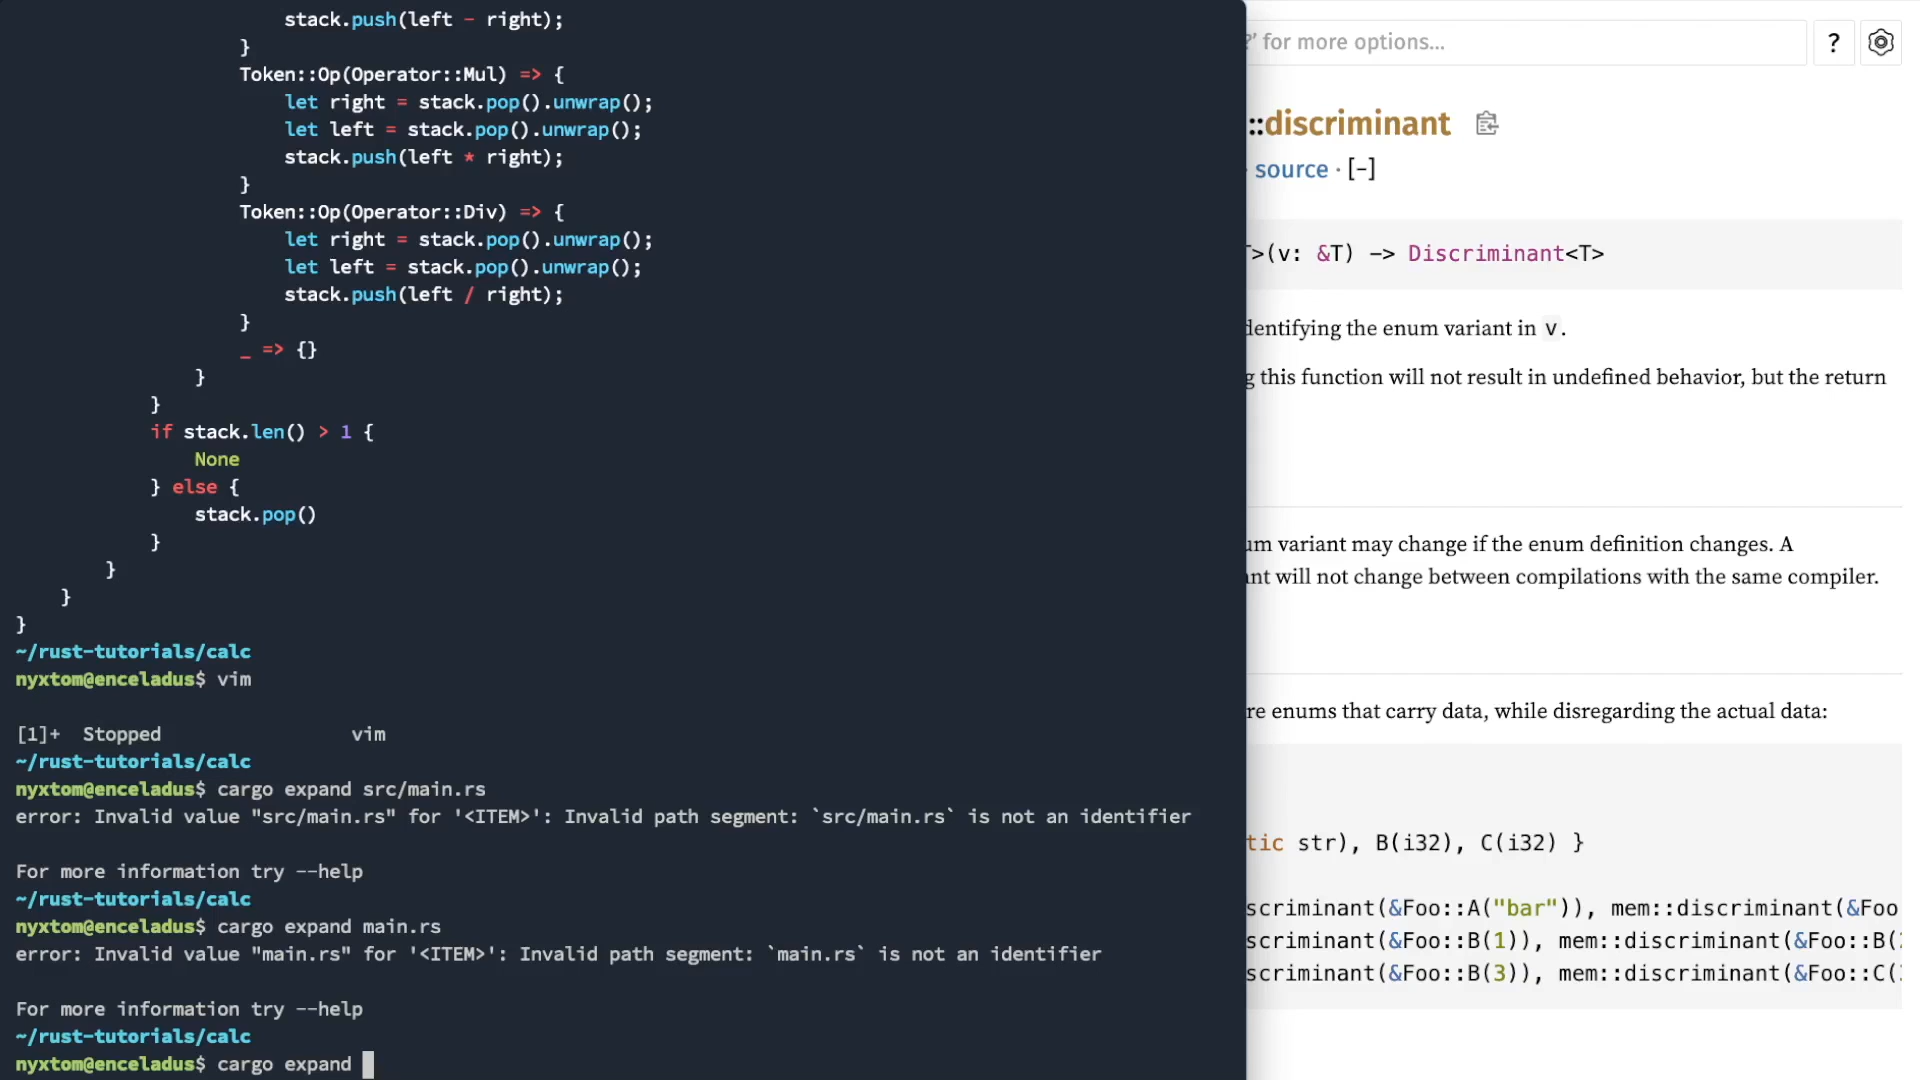 stack.push(left - right);
}
Token::Op(Operator::Mul) => {
let right = stack.pop().unwrap();
let left = stack.pop().unwrap();
stack.push(left * right);
}
Token::Op(Operator::Div) => {
let right = stack.pop().unwrap();
let left = stack.pop().unwrap();
stack.push(left / right);
}
_ => {}
}
}
if stack.len() > 1 {
None
} else {
stack.pop()
}
}
}
}
~/rust-tutorials/calc
nyxtom@enceladus$ vim
[1]+  Stopped                 vim
~/rust-tutorials/calc
nyxtom@enceladus$ cargo expand src/main.rs
error: Invalid value "src/main.rs" for '<ITEM>': Invalid path segment: `src/main.rs` is not an identifier
For more information try --help
~/rust-tutorials/calc
nyxtom@enceladus$ cargo expand main.rs
error: Invalid value "main.rs" for '<ITEM>': Invalid path segment: `main.rs` is not an identifier
For more information try --help
~/rust-tutorials/calc
nyxtom@enceladus$ cargo expand
?' for more options...
?
::discriminant
source · [-]
T>(v: &T) -> Discriminant<T>
dentifying the enum variant in v.
g this function will not result in undefined behavior, but the return
um variant may change if the enum definition changes. A
ant will not change between compilations with the same compiler.
re enums that carry data, while disregarding the actual data:
tic str), B(i32), C(i32) }
scriminant(&Foo::A("bar")), mem::discriminant(&Foo
scriminant(&Foo::B(1)), mem::discriminant(&Foo::B(
scriminant(&Foo::B(3)), mem::discriminant(&Foo::C(